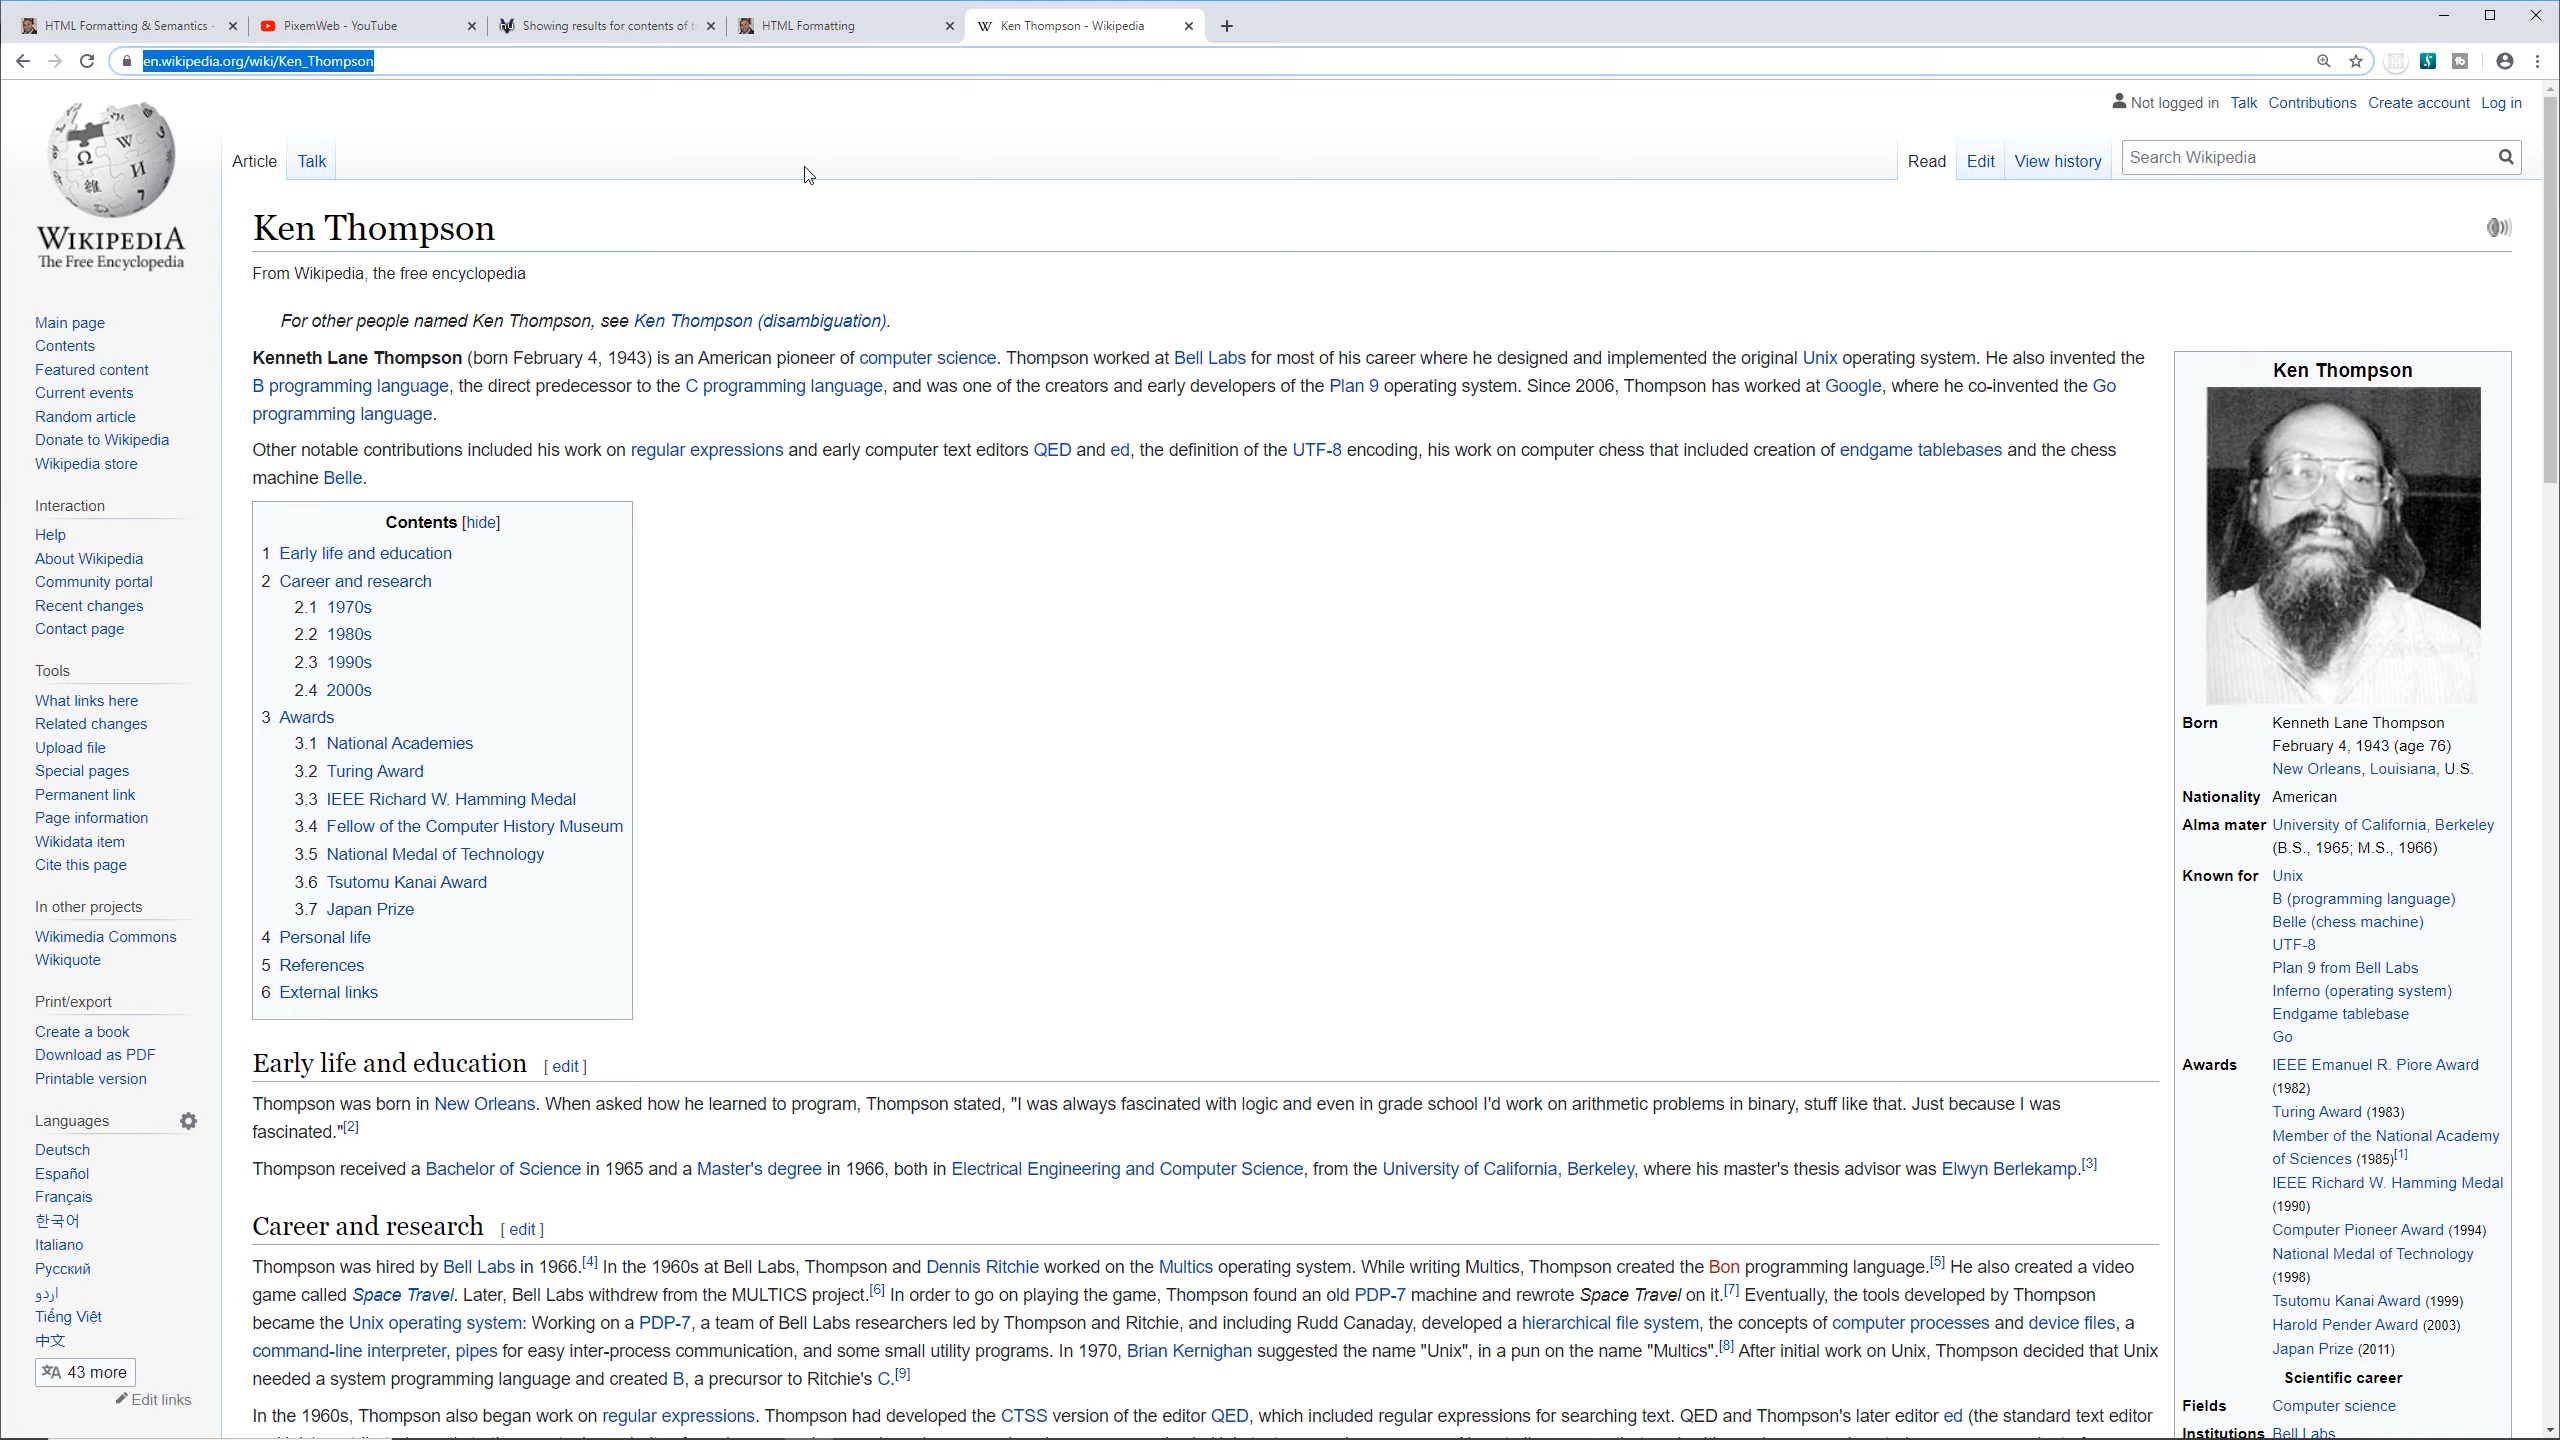 HTML Formatting & Semantics -
PixemWeb - YouTube
Showing results for contents of t
HTML Formatting
Ken Thompson - Wikipedia
en.wikipedia.org/wiki/Ken_Thompson
Not logged in Talk Contributions Create account Log in
Article Talk
Read Edit View history
Search Wikipedia
WIKIPEDIA
The Free Encyclopedia
Main page
Contents
Featured content
Current events
Random article
Donate to Wikipedia
Wikipedia store
Interaction
Help
About Wikipedia
Community portal
Recent changes
Contact page
Tools
What links here
Related changes
Upload file
Special pages
Permanent link
Page information
Wikidata item
Cite this page
In other projects
Wikimedia Commons
Wikiquote
Print/export
Create a book
Download as PDF
Printable version
Languages
Deutsch
Español
Français
한국어
Italiano
Русский
اردو
Tiếng Việt
中文
43 more
Edit links
Ken Thompson
From Wikipedia, the free encyclopedia
For other people named Ken Thompson, see Ken Thompson (disambiguation).
Kenneth Lane Thompson (born February 4, 1943) is an American pioneer of computer science. Thompson worked at Bell Labs for most of his career where he designed and implemented the original Unix operating system. He also invented the
B programming language, the direct predecessor to the C programming language, and was one of the creators and early developers of the Plan 9 operating system. Since 2006, Thompson has worked at Google, where he co-invented the Go
programming language.
Other notable contributions included his work on regular expressions and early computer text editors QED and ed, the definition of the UTF-8 encoding, his work on computer chess that included creation of endgame tablebases and the chess
machine Belle.
Contents [hide]
1 Early life and education
2 Career and research
2.1 1970s
2.2 1980s
2.3 1990s
2.4 2000s
3 Awards
3.1 National Academies
3.2 Turing Award
3.3 IEEE Richard W. Hamming Medal
3.4 Fellow of the Computer History Museum
3.5 National Medal of Technology
3.6 Tsutomu Kanai Award
3.7 Japan Prize
4 Personal life
5 References
6 External links
Early life and education [ edit ]
Thompson was born in New Orleans. When asked how he learned to program, Thompson stated, "I was always fascinated with logic and even in grade school I'd work on arithmetic problems in binary, stuff like that. Just because I was
fascinated."[2]
Thompson received a Bachelor of Science in 1965 and a Master's degree in 1966, both in Electrical Engineering and Computer Science, from the University of California, Berkeley, where his master's thesis advisor was Elwyn Berlekamp.[3]
Career and research [ edit ]
Thompson was hired by Bell Labs in 1966.[4] In the 1960s at Bell Labs, Thompson and Dennis Ritchie worked on the Multics operating system. While writing Multics, Thompson created the Bon programming language.[5] He also created a video
game called Space Travel. Later, Bell Labs withdrew from the MULTICS project.[6] In order to go on playing the game, Thompson found an old PDP-7 machine and rewrote Space Travel on it.[7] Eventually, the tools developed by Thompson
became the Unix operating system: Working on a PDP-7, a team of Bell Labs researchers led by Thompson and Ritchie, and including Rudd Canaday, developed a hierarchical file system, the concepts of computer processes and device files, a
command-line interpreter, pipes for easy inter-process communication, and some small utility programs. In 1970, Brian Kernighan suggested the name "Unix", in a pun on the name "Multics".[8] After initial work on Unix, Thompson decided that Unix
needed a system programming language and created B, a precursor to Ritchie's C.[9]
In the 1960s, Thompson also began work on regular expressions. Thompson had developed the CTSS version of the editor QED, which included regular expressions for searching text. QED and Thompson's later editor ed (the standard text editor
Ken Thompson
Born Kenneth Lane Thompson
February 4, 1943 (age 76)
New Orleans, Louisiana, U.S.
Nationality American
Alma mater University of California, Berkeley
(B.S., 1965; M.S., 1966)
Known for Unix
B (programming language)
Belle (chess machine)
UTF-8
Plan 9 from Bell Labs
Inferno (operating system)
Endgame tablebase
Go
Awards IEEE Emanuel R. Piore Award
(1982)
Turing Award (1983)
Member of the National Academy
of Sciences (1985)[1]
IEEE Richard W. Hamming Medal
(1990)
Computer Pioneer Award (1994)
National Medal of Technology
(1998)
Tsutomu Kanai Award (1999)
Harold Pender Award (2003)
Japan Prize (2011)
Scientific career
Fields Computer science
Institutions Bell Labs